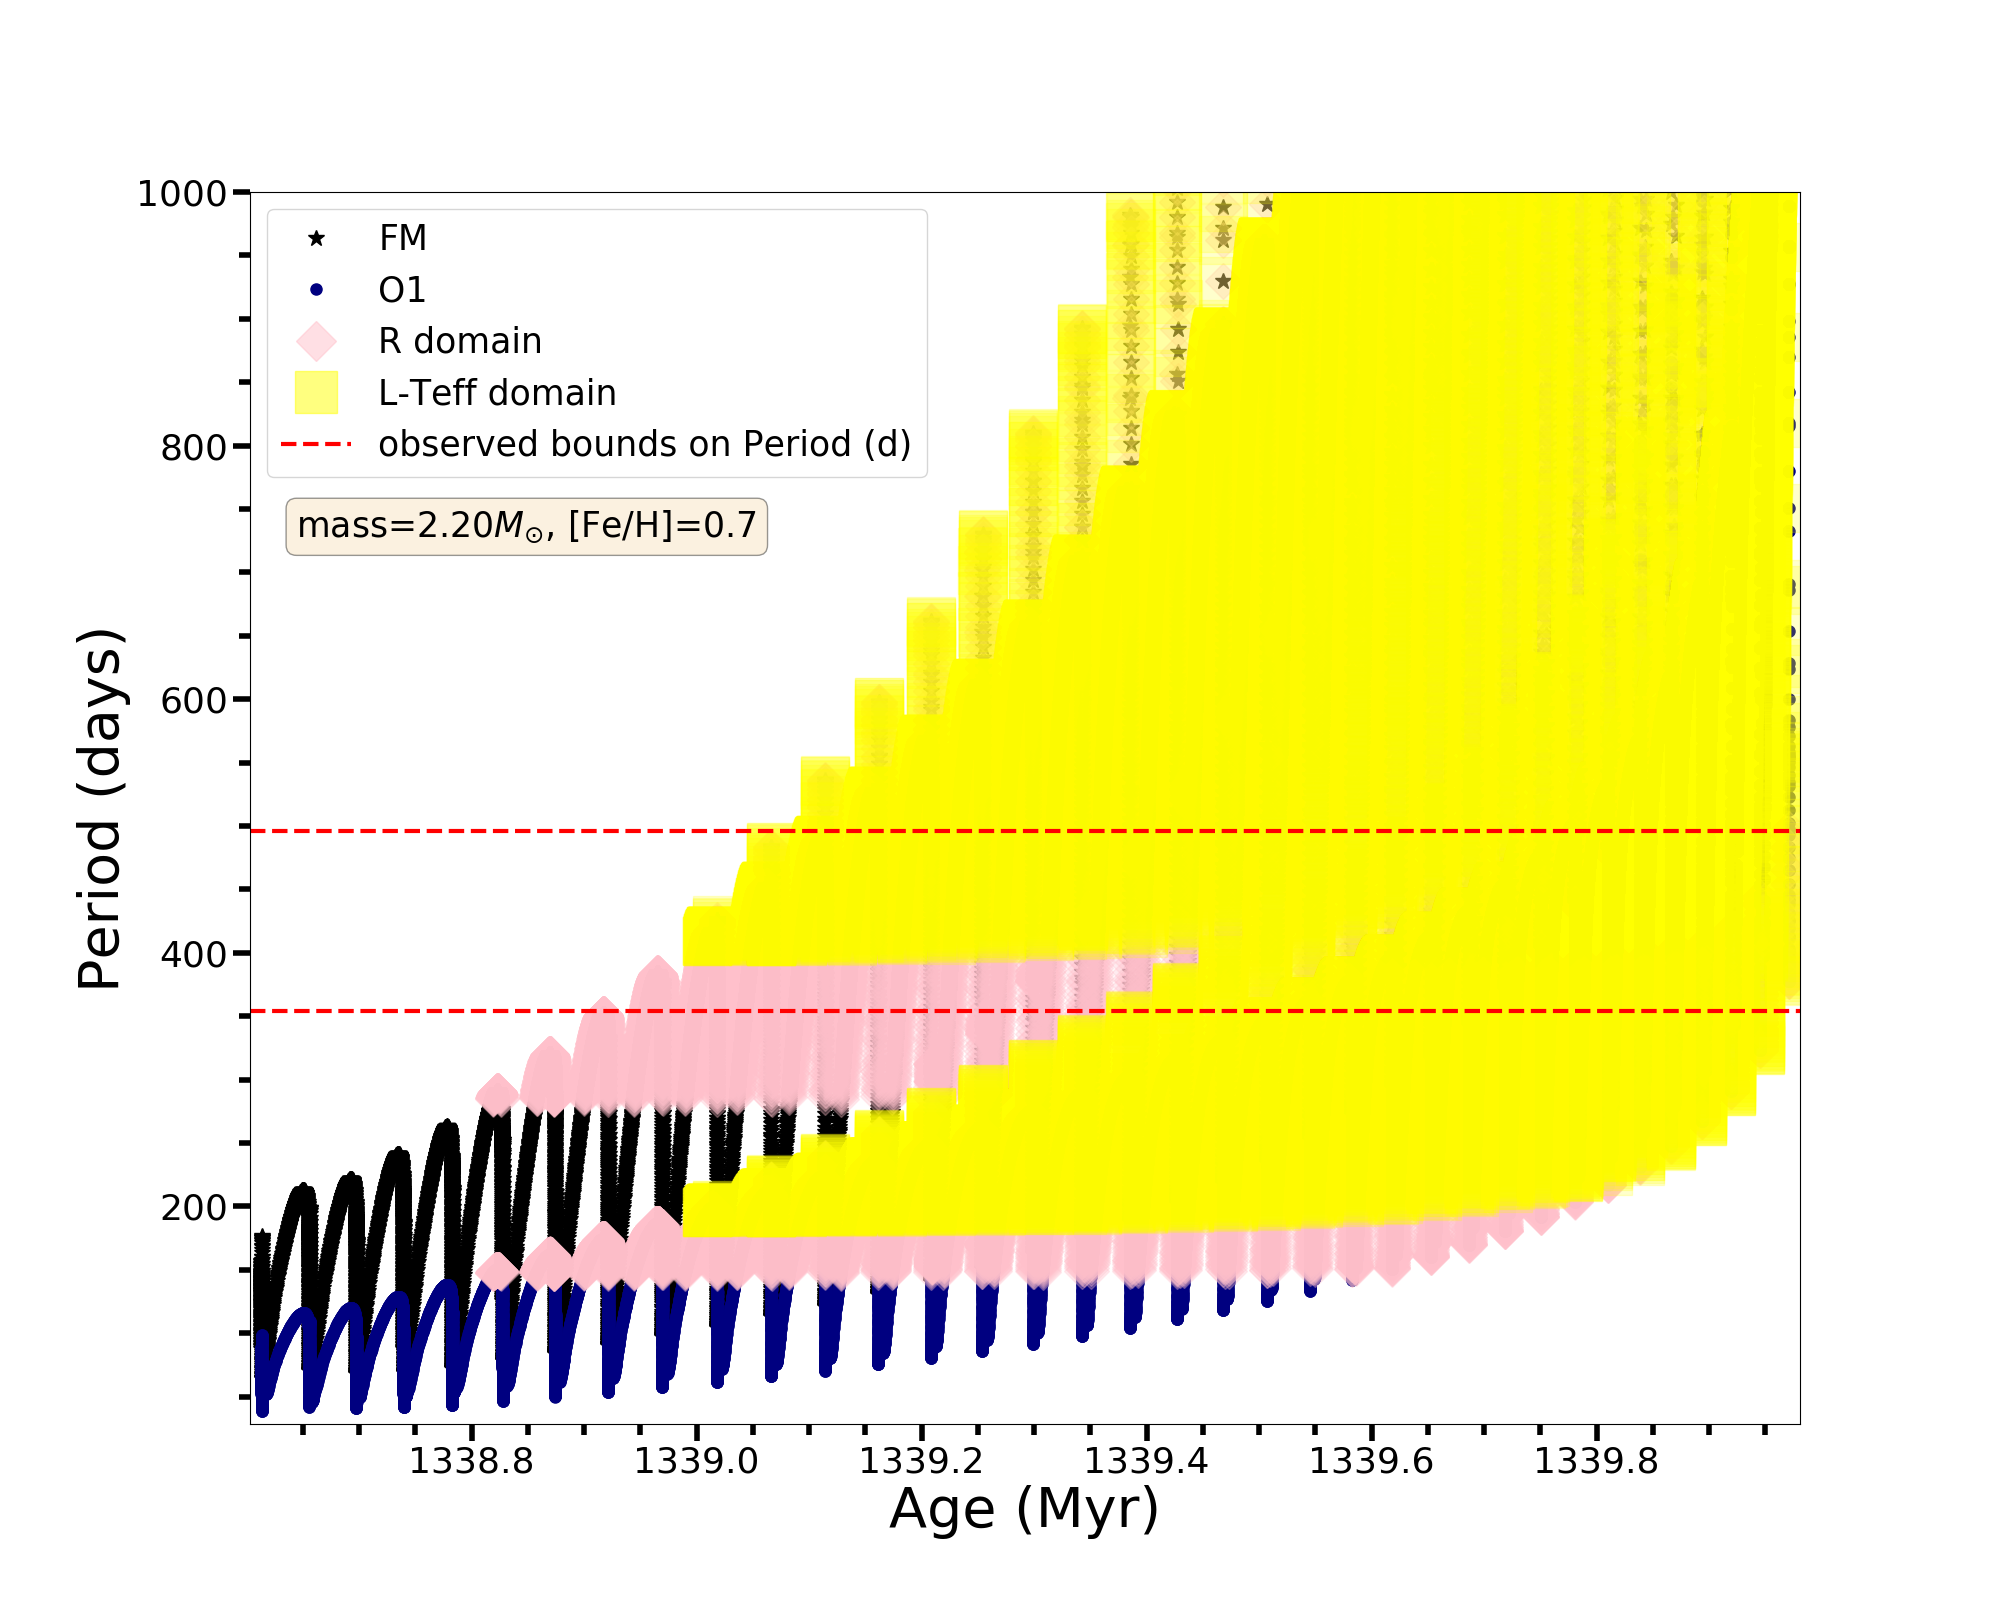 1000
800
600
400
200
Period (days)
FM
O1
R domain
L-Teff domain
observed bounds on Period (d)
mass=2.20M☉, [Fe/H]=0.7
1338.8 1339.0 1339.2 1339.4 1339.6 1339.8
Age (Myr)